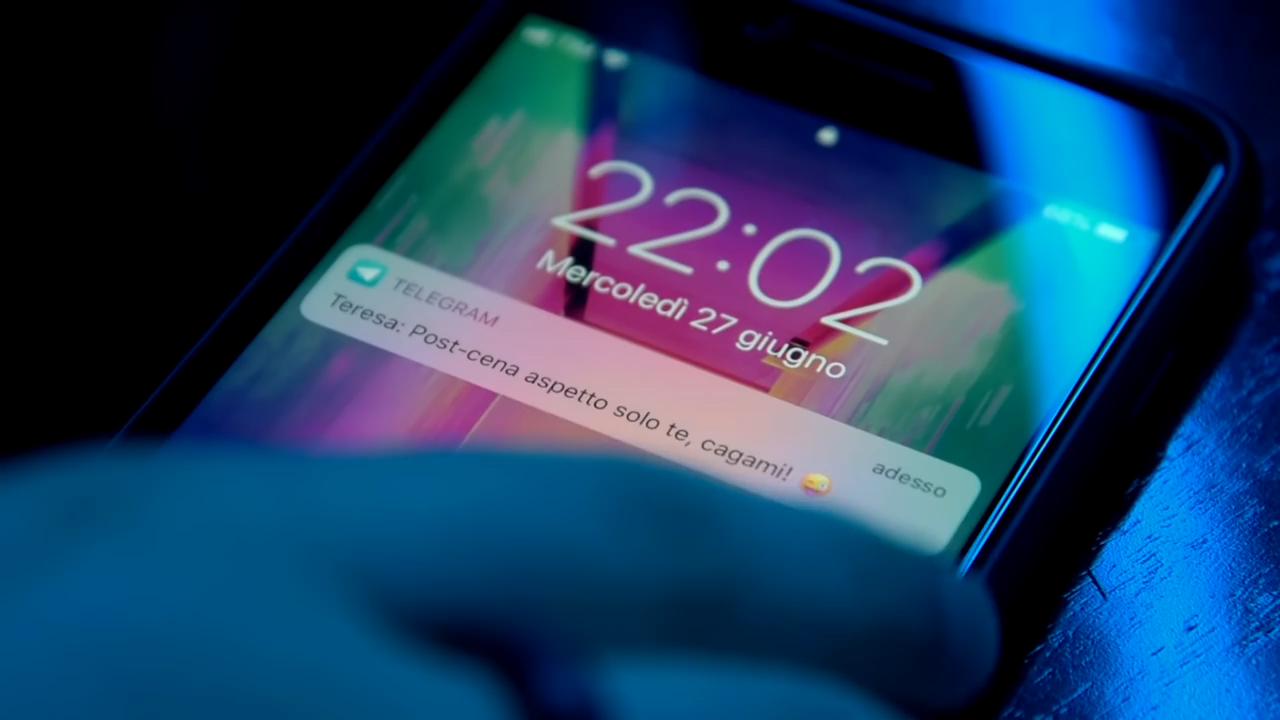 22:02
Mercoledì 27 giugno
TELEGRAM
adesso
Teresa: Post-cena aspetto solo te, cagami! 😜